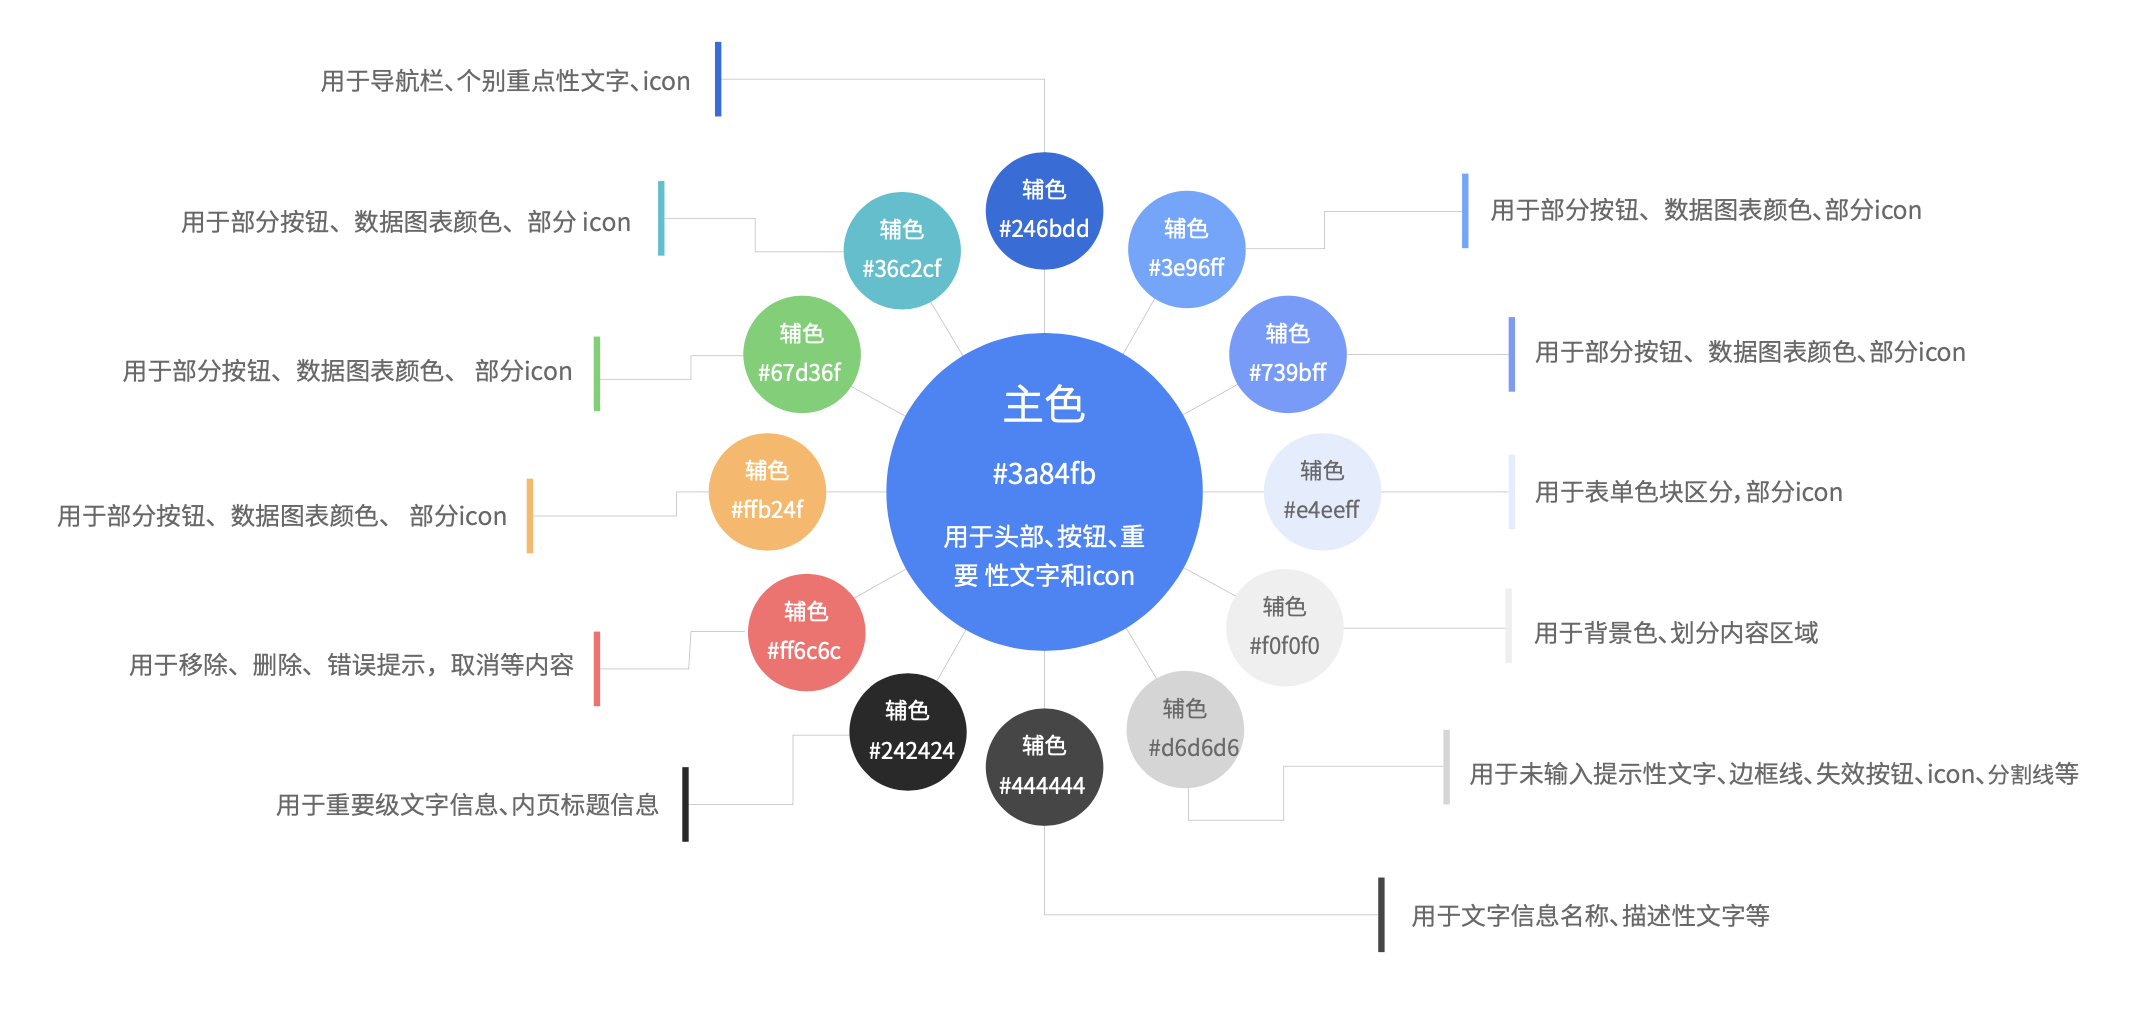 用于导航栏、个别重点性文字、icon
辅色
#246bdd
用于部分按钮、数据图表颜色、部分 icon
辅色
#36c2cf
辅色
#3e96ff
用于部分按钮、数据图表颜色、部分icon
用于部分按钮、数据图表颜色、 部分icon
辅色
#67d36f
辅色
#739bff
用于部分按钮、数据图表颜色、部分icon
主色
#3a84fb
用于头部、按钮、重
要 性文字和icon
用于部分按钮、数据图表颜色、 部分icon
辅色
#ffb24f
辅色
#e4eeff
用于表单色块区分，部分icon
用于移除、删除、错误提示，取消等内容
辅色
#ff6c6c
辅色
#f0f0f0
用于背景色、划分内容区域
用于重要级文字信息、内页标题信息
辅色
#242424
辅色
#444444
辅色
#d6d6d6
用于未输入提示性文字、边框线、失效按钮、icon、分割线等
用于文字信息名称、描述性文字等